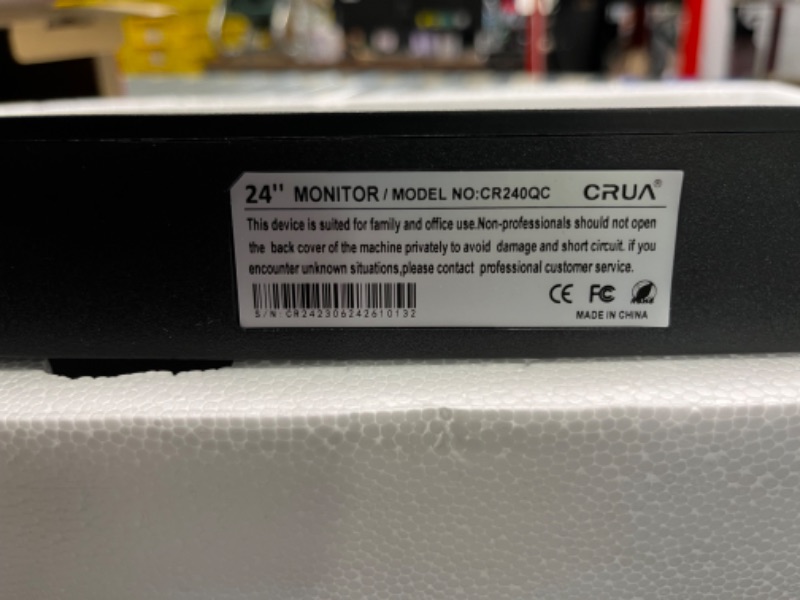 24" MONITOR / MODEL NO:CR240QC CRUA®
This device is suited for family and office use.Non-professionals should not open
the back cover of the machine privately to avoid damage and short circuit. if you
encounter unknown situations,please contact professional customer service.
S/N:CR242306242610132
CE FC
MADE IN CHINA